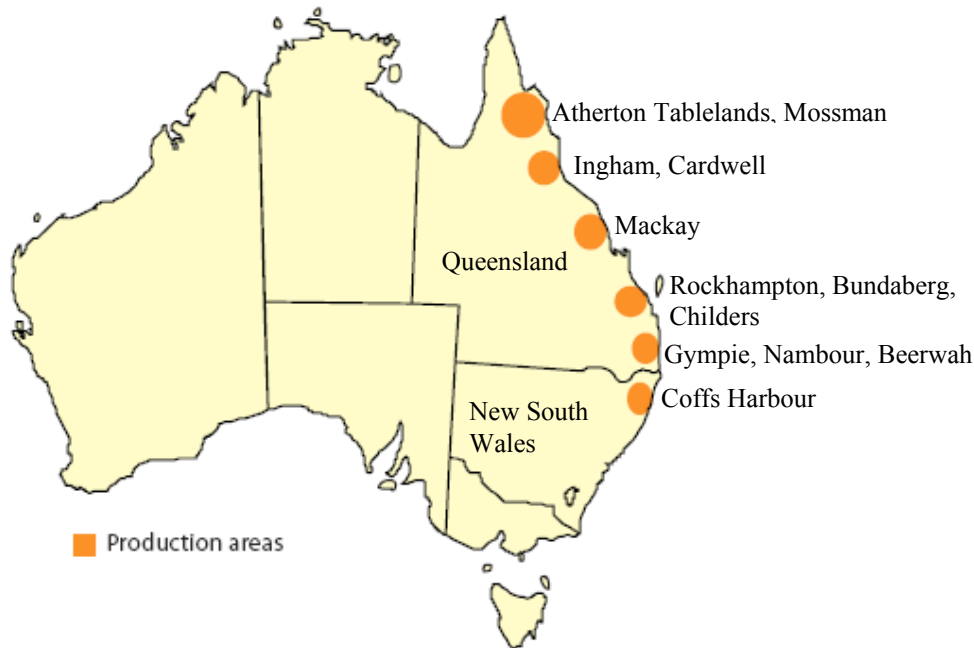 Atherton Tablelands, Mossman
Ingham, Cardwell
Mackay
Queensland
Rockhampton, Bundaberg,
Childers
Gympie, Nambour, Beerwah
Coffs Harbour
New South
Wales
Production areas